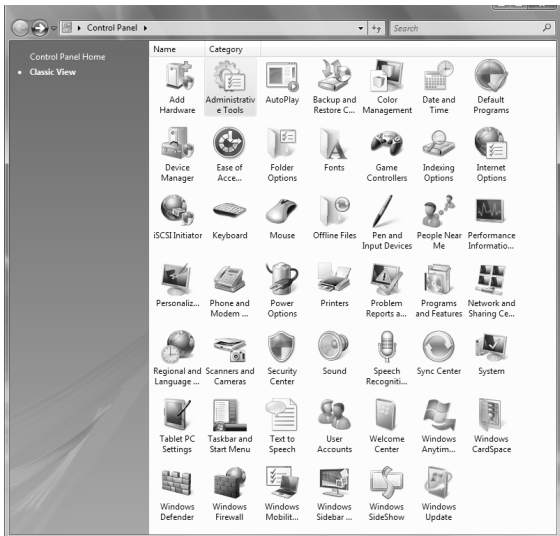 Control Panel
Search
Control Panel Home
Classic View
Name Category
Add Hardware
Administrativ e Tools
AutoPlay
Backup and Restore C...
Color Management
Date and Time
Default Programs
Device Manager
Ease of Acce...
Folder Options
Fonts
Game Controllers
Indexing Options
Internet Options
iSCSI Initiator
Keyboard
Mouse
Offline Files
Pen and Input Devices
People Near Me
Performance Informatio...
Personaliz...
Phone and Modem ...
Power Options
Printers
Problem Reports a...
Programs and Features
Network and Sharing Ce...
Regional and Language ...
Scanners and Cameras
Security Center
Sound
Speech Recogniti...
Sync Center
System
Tablet PC Settings
Taskbar and Start Menu
Text to Speech
User Accounts
Welcome Center
Windows Anytim...
Windows CardSpace
Windows Defender
Windows Firewall
Windows Mobilit...
Windows Sidebar ...
Windows SideShow
Windows Update